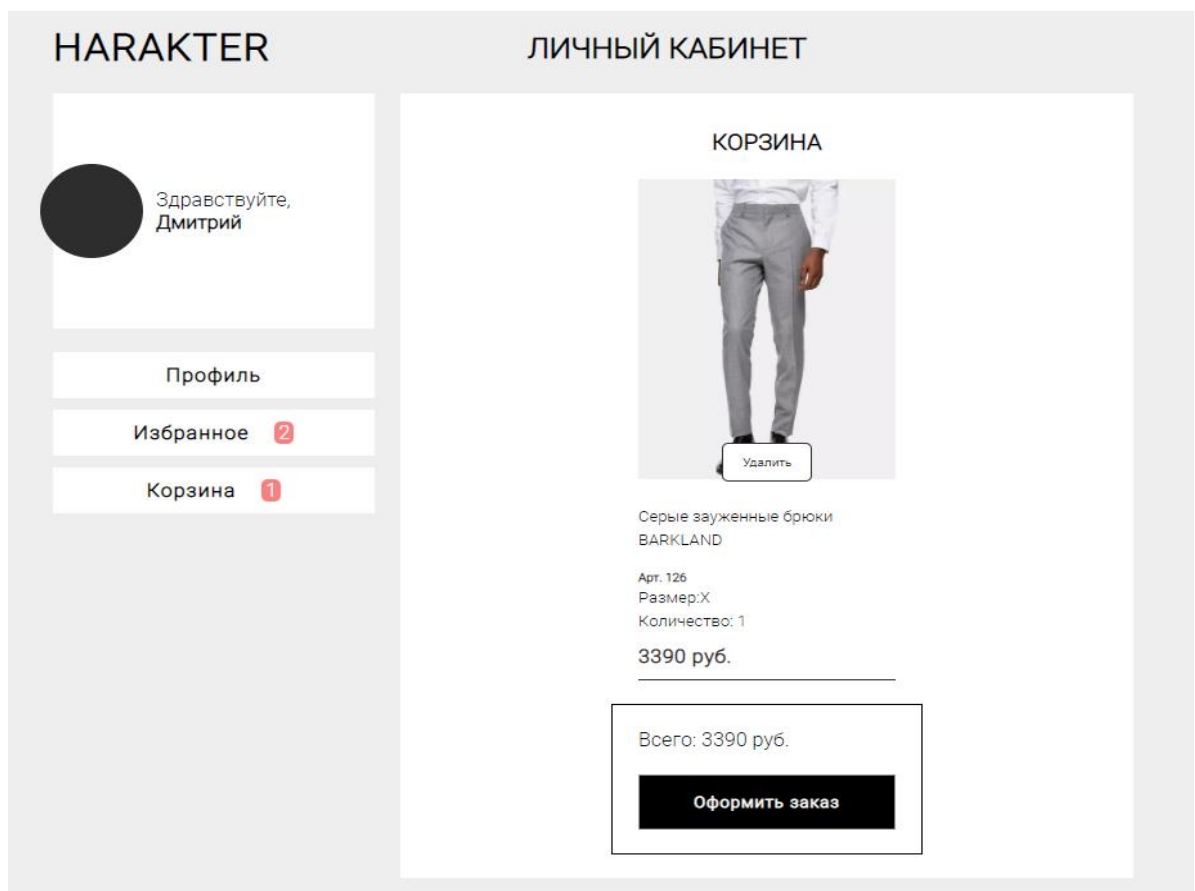 HARAKTER
ЛИЧНЫЙ КАБИНЕТ
Здравствуйте,
Дмитрий
Профиль
Избранное 2
Корзина 1
КОРЗИНА
Удалить
Серые зауженные брюки
BARKLAND
Арт. 126
Размер:X
Количество: 1
3390 руб.
Всего: 3390 руб.
Оформить заказ